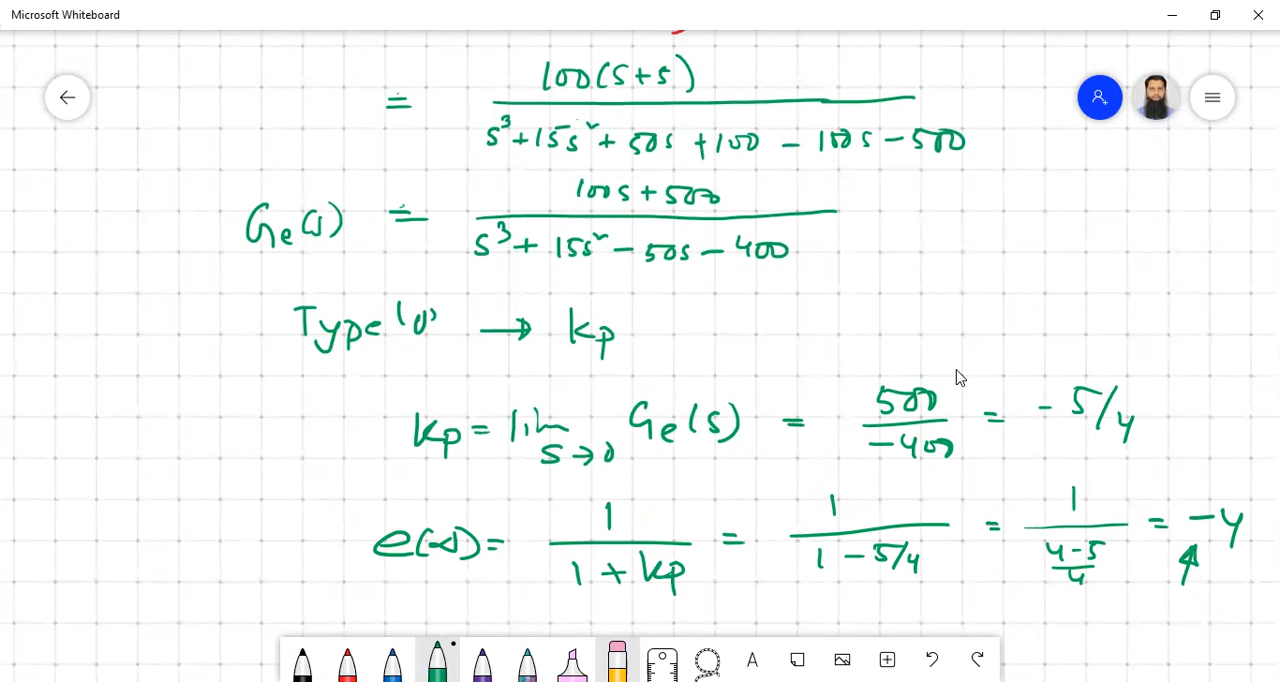 Microsoft Whiteboard
= 100(s+5) / s³+15s²+50s+100-100s-500
Ge(s) = 100s+500 / s³+15s²-50s-400
Type '0' → kp
kp = lim s→0 Ge(s) = 500/-400 = -5/4
e(∞) = 1/1+kp = 1/1-5/4 = 1/(4-5/4) = -4
A